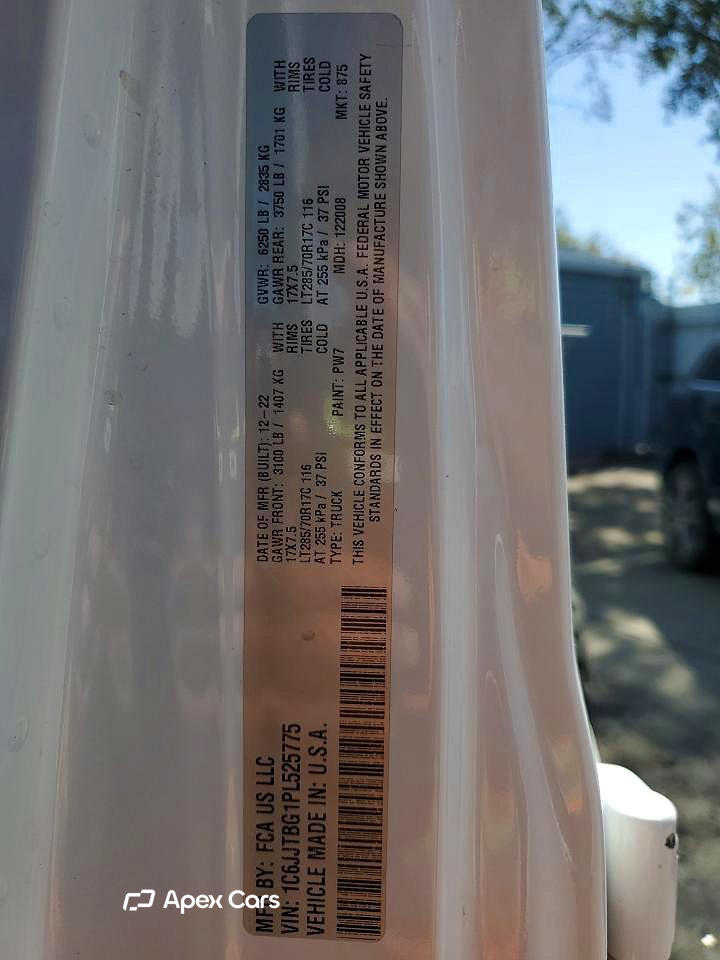 MFD BY: FCA US LLC
VIN: 1C6JJTBG1PL525775
VEHICLE MADE IN: U.S.A.
DATE OF MFR (BUILT): 12-22 GVWR: 6250 LB / 2835 KG
GAWR FRONT: 3100 LB / 1407 KG WITH GAWR REAR: 3750 LB / 1701 KG WITH
17X7.5 RIMS 17X7.5 RIMS
LT285/70R17C 116 TIRES LT285/70R17C 116 TIRES
AT 255 kPa / 37 PSI COLD AT 255 kPa / 37 PSI COLD
TYPE: TRUCK PAINT: PW7 MDH: 122008 MKT: 875
THIS VEHICLE CONFORMS TO ALL APPLICABLE U.S.A. FEDERAL MOTOR VEHICLE SAFETY
STANDARDS IN EFFECT ON THE DATE OF MANUFACTURE SHOWN ABOVE.
Apex Cars